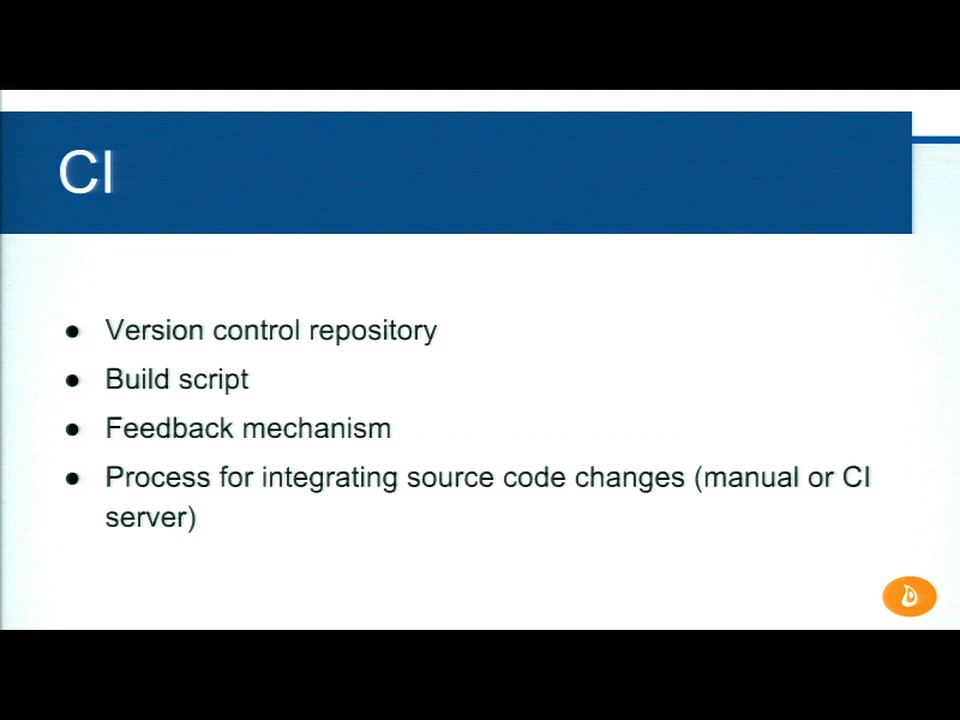 CI
● Version control repository
● Build script
● Feedback mechanism
● Process for integrating source code changes (manual or CI
server)